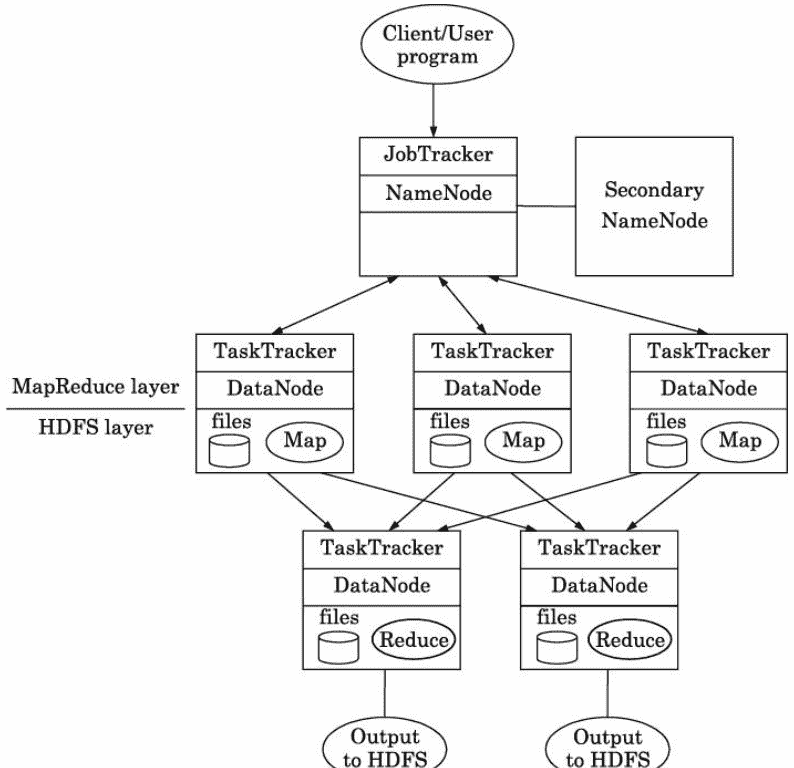 Client/User
program
JobTracker
NameNode
Secondary
NameNode
TaskTracker
DataNode
files
Map
TaskTracker
DataNode
files
Map
TaskTracker
DataNode
files
Map
MapReduce layer
HDFS layer
TaskTracker
DataNode
files
Reduce
TaskTracker
DataNode
files
Reduce
Output
to HDFS
Output
to HDFS